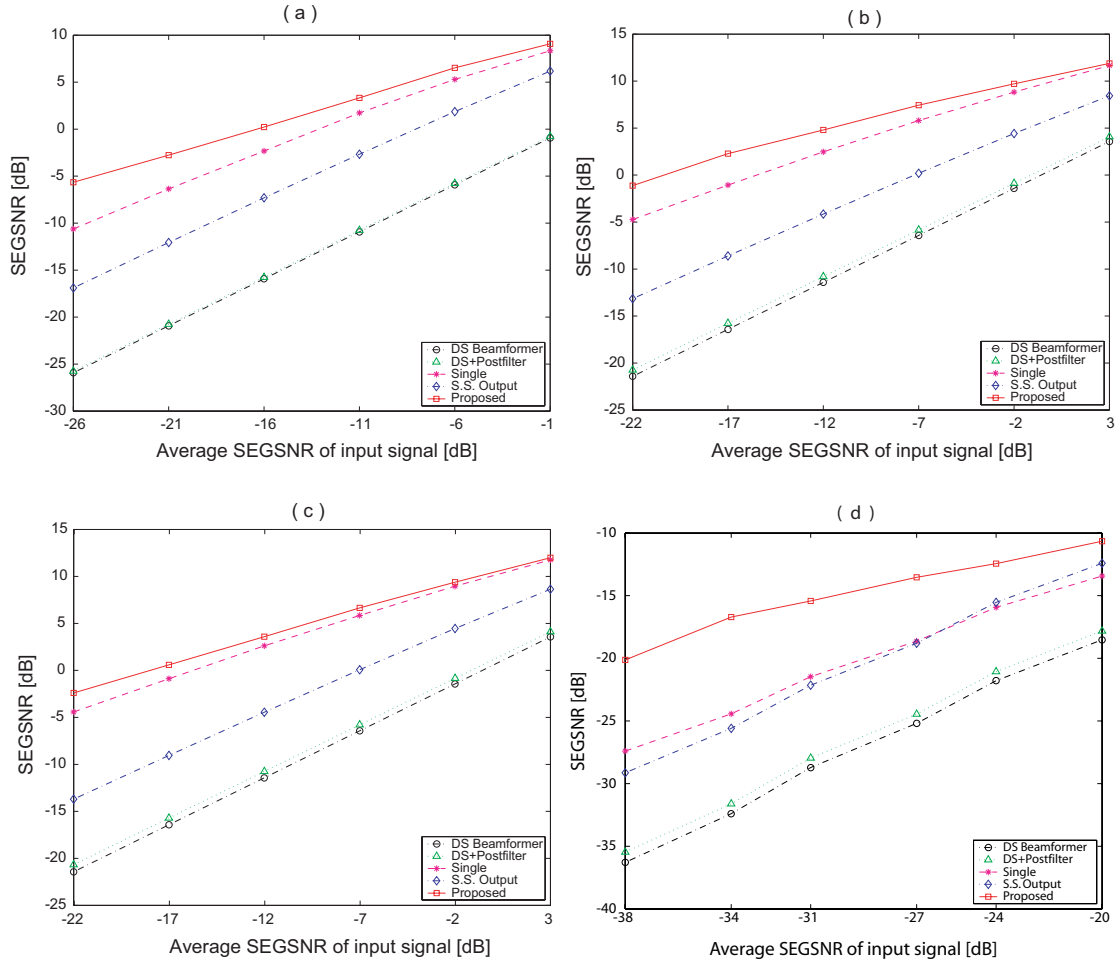 ( a )
10
5
0
-5
-10
-15
-20
-25
-30
SEGSNR [dB]
-26 -21 -16 -11 -6 -1
Average SEGSNR of input signal [dB]
DS Beamformer
DS+Postfilter
Single
S.S. Output
Proposed
( b )
15
10
5
0
-5
-10
-15
-20
-25
SEGSNR [dB]
-22 -17 -12 -7 -2 3
Average SEGSNR of input signal [dB]
DS Beamformer
DS+Postfilter
Single
S.S. Output
Proposed
( c )
15
10
5
0
-5
-10
-15
-20
-25
SEGSNR [dB]
-22 -17 -12 -7 -2 3
Average SEGSNR of input signal [dB]
DS Beamformer
DS+Postfilter
Single
S.S. Output
Proposed
( d )
-10
-15
-20
-25
-30
-35
-40
SEGSNR [dB]
-38 -34 -31 -27 -24 -20
Average SEGSNR of input signal [dB]
DS Beamformer
DS+Postfilter
Single
S.S.Output
Proposed